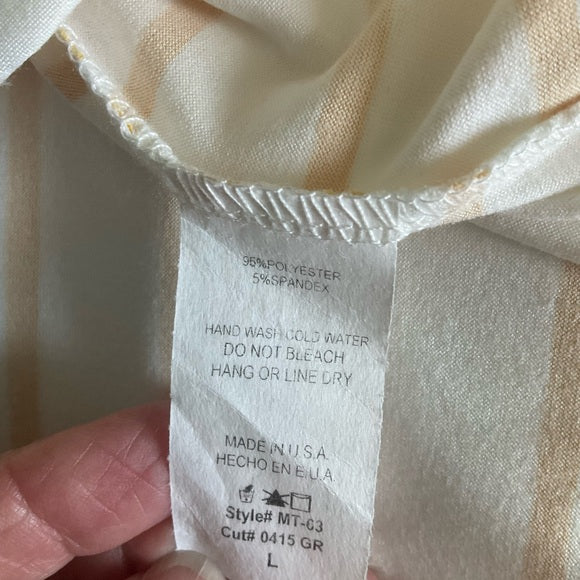 95%POLYESTER
5%SPANDEX
HAND WASH COLD WATER
DO NOT BLEACH
HANG OR LINE DRY
MADE IN U.S.A.
HECHO EN E.U.A.
Style# MT-03
Cut# 0415 GR
L